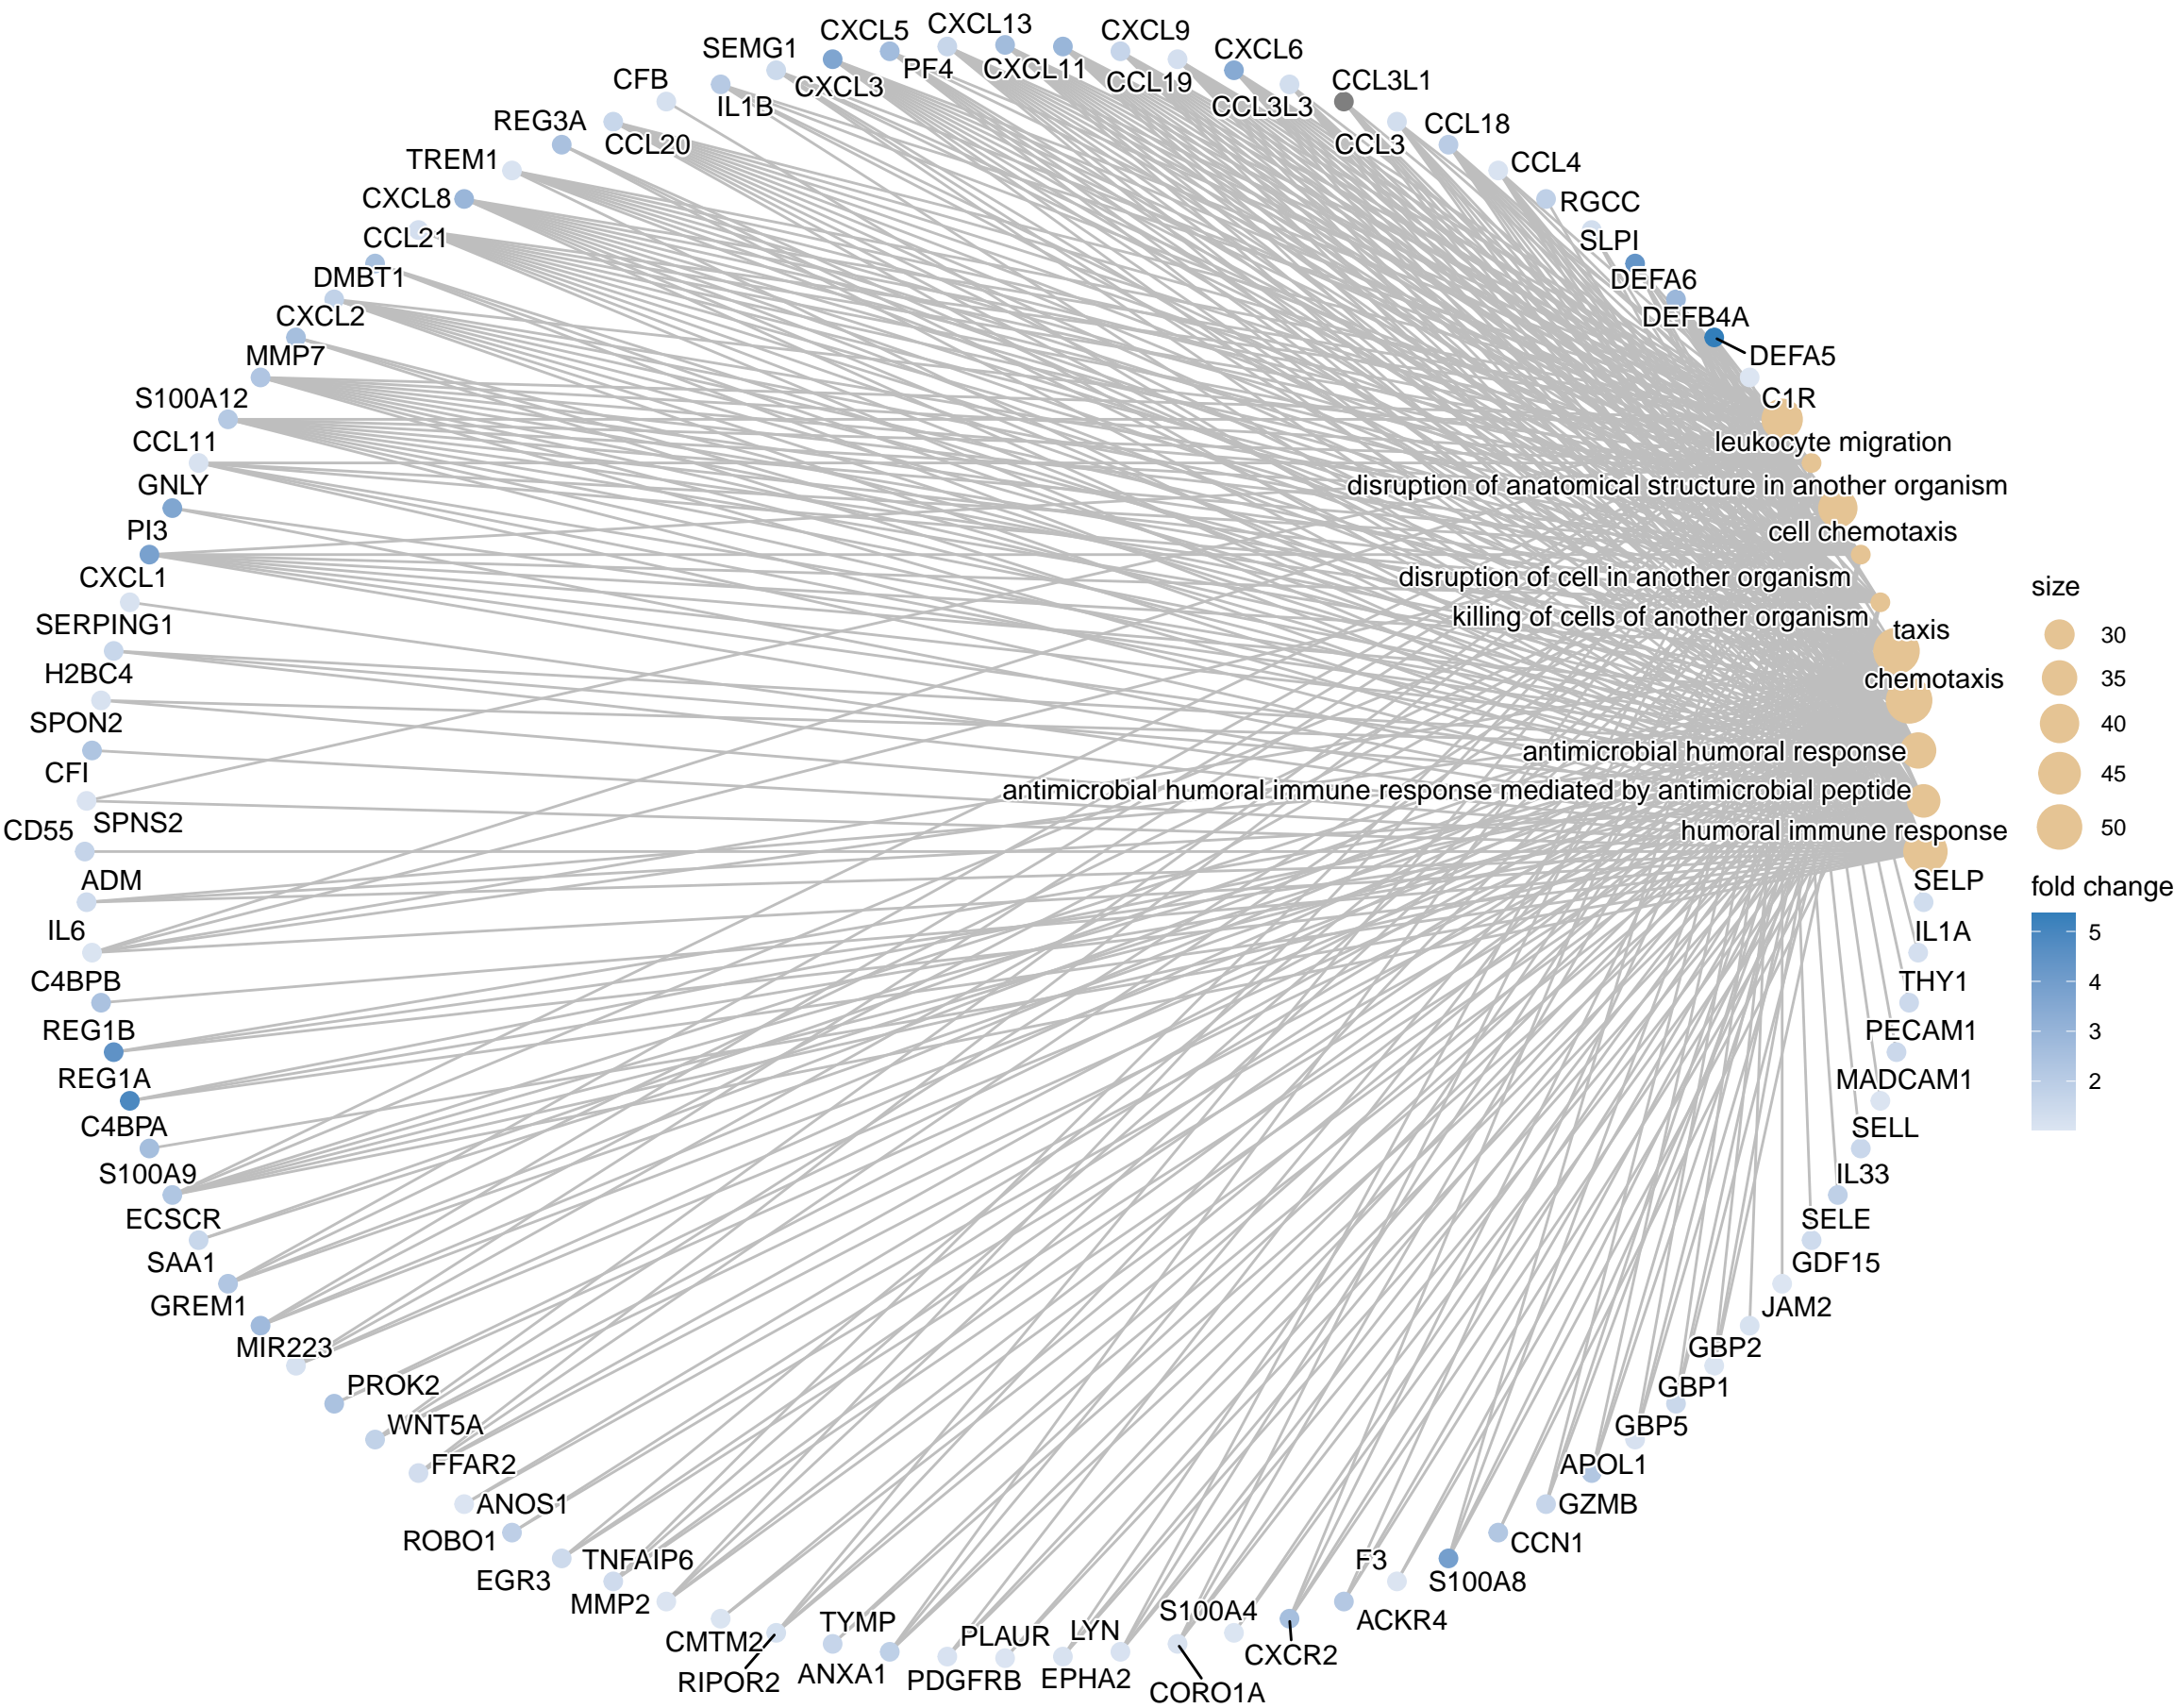 CXCL5
CXCL13
CXCL9
CXCL6
SEMG1
CFB
CXCL3
PF4
CXCL11
CCL19
CCL3L3
CCL3L1
IL1B
REG3A
CCL20
CCL3
CCL18
TREM1
CCL4
CXCL8
RGCC
CCL21
SLPI
DMBT1
DEFA6
CXCL2
DEFB4A
MMP7
DEFA5
S100A12
C1R
CCL11
leukocyte migration
GNLY
disruption of anatomical structure in another organism
PI3
cell chemotaxis
CXCL1
disruption of cell in another organism
SERPING1
killing of cells of another organism
taxis
H2BC4
chemotaxis
SPON2
antimicrobial humoral response
CFI
antimicrobial humoral immune response mediated by antimicrobial peptide
SPNS2
CD55
humoral immune response
ADM
SELP
IL6
IL1A
C4BPB
THY1
REG1B
PECAM1
REG1A
MADCAM1
C4BPA
SELL
S100A9
IL33
ECSCR
SELE
SAA1
GDF15
GREM1
JAM2
MIR223
GBP2
PROK2
GBP1
WNT5A
GBP5
FFAR2
APOL1
ANOS1
GZMB
ROBO1
CCN1
EGR3
TNFAIP6
F3
S100A8
MMP2
S100A4
ACKR4
CMTM2
TYMP
PLAUR
LYN
CXCR2
RIPOR2
ANXA1
PDGFRB
EPHA2
CORO1A
size
30
35
40
45
50
fold change
5
4
3
2